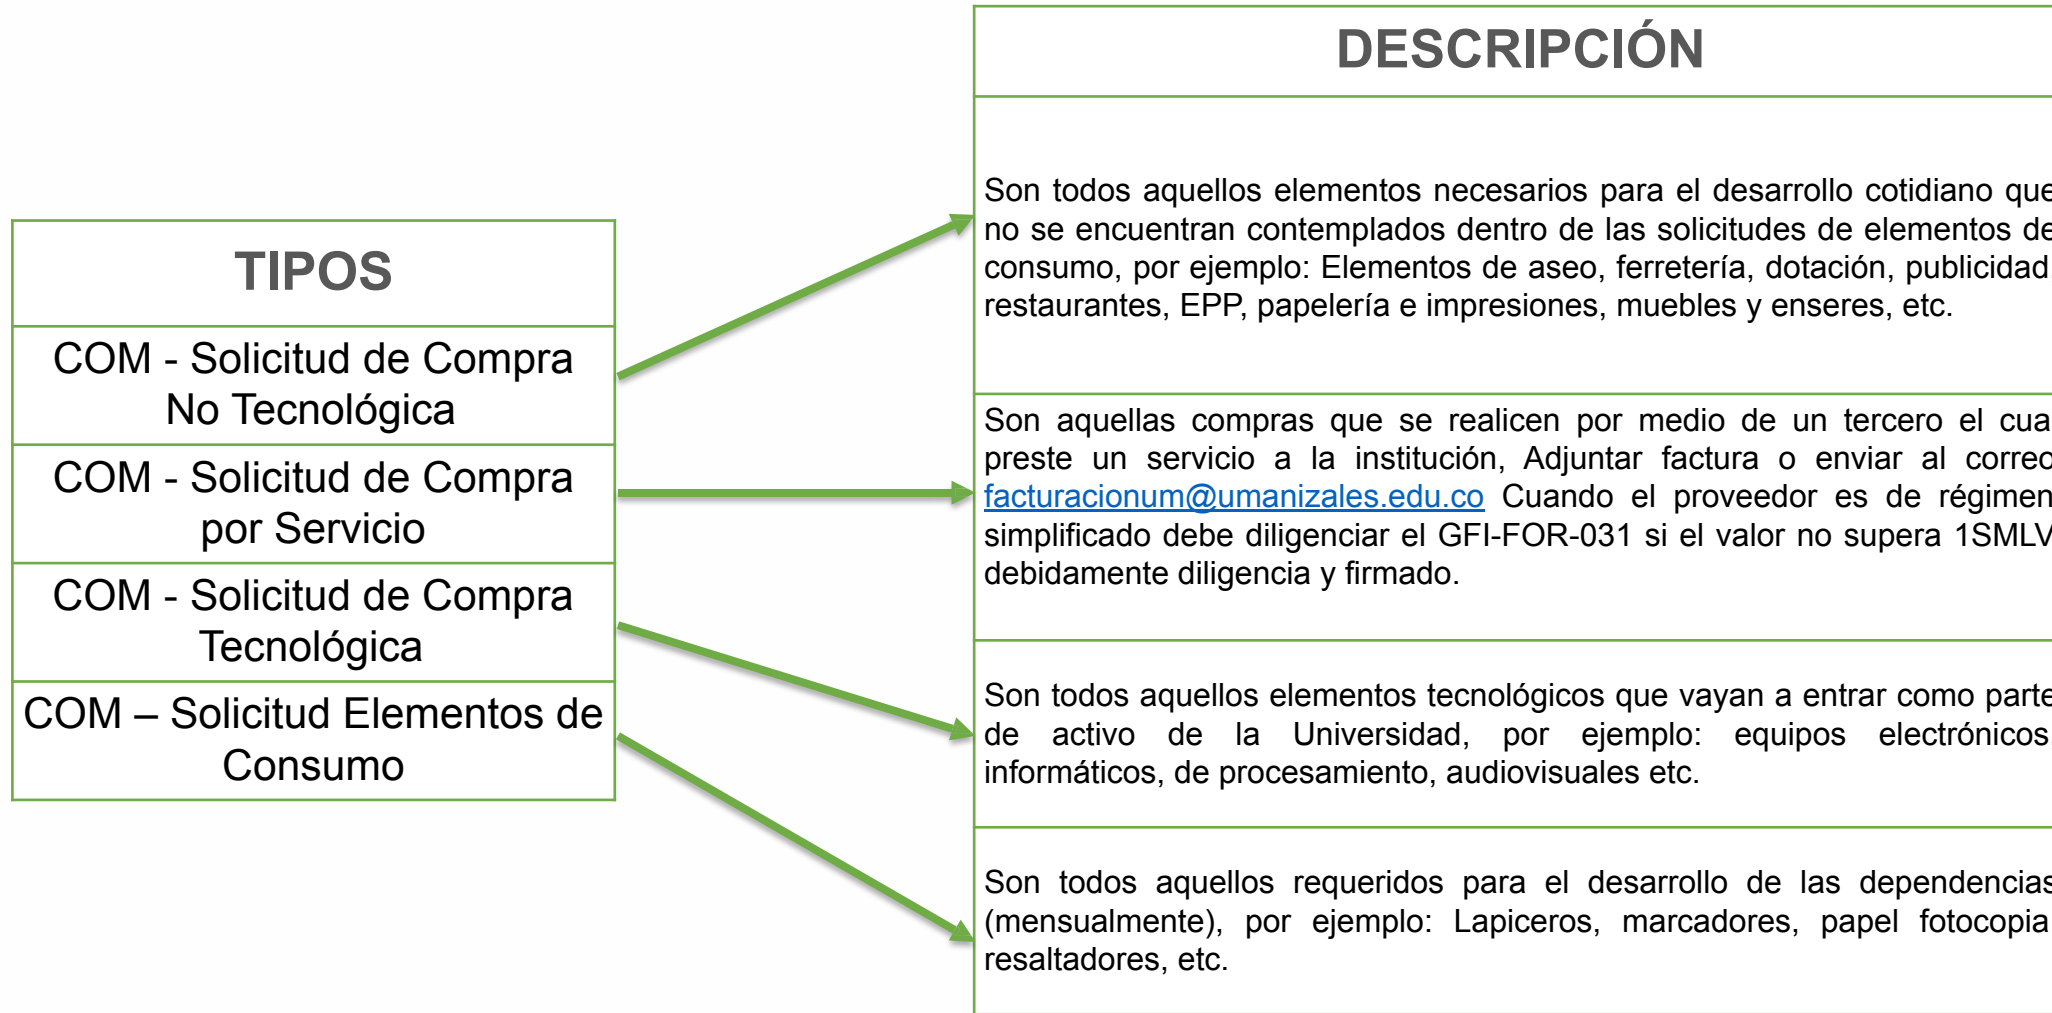 TIPOS
COM - Solicitud de Compra
No Tecnológica
COM - Solicitud de Compra
por Servicio
COM - Solicitud de Compra
Tecnológica
COM – Solicitud Elementos de
Consumo
DESCRIPCIÓN
Son todos aquellos elementos necesarios para el desarrollo cotidiano que
no se encuentran contemplados dentro de las solicitudes de elementos de
consumo, por ejemplo: Elementos de aseo, ferretería, dotación, publicidad,
restaurantes, EPP, papelería e impresiones, muebles y enseres, etc.
Son aquellas compras que se realicen por medio de un tercero el cua
preste un servicio a la institución, Adjuntar factura o enviar al correo
facturacionum@umanizales.edu.co Cuando el proveedor es de régimen
simplificado debe diligenciar el GFI-FOR-031 si el valor no supera 1SMLV
debidamente diligencia y firmado.
Son todos aquellos elementos tecnológicos que vayan a entrar como parte
de activo de la Universidad, por ejemplo: equipos electrónicos,
informáticos, de procesamiento, audiovisuales etc.
Son todos aquellos requeridos para el desarrollo de las dependencias
(mensualmente), por ejemplo: Lapiceros, marcadores, papel fotocopia
resaltadores, etc.